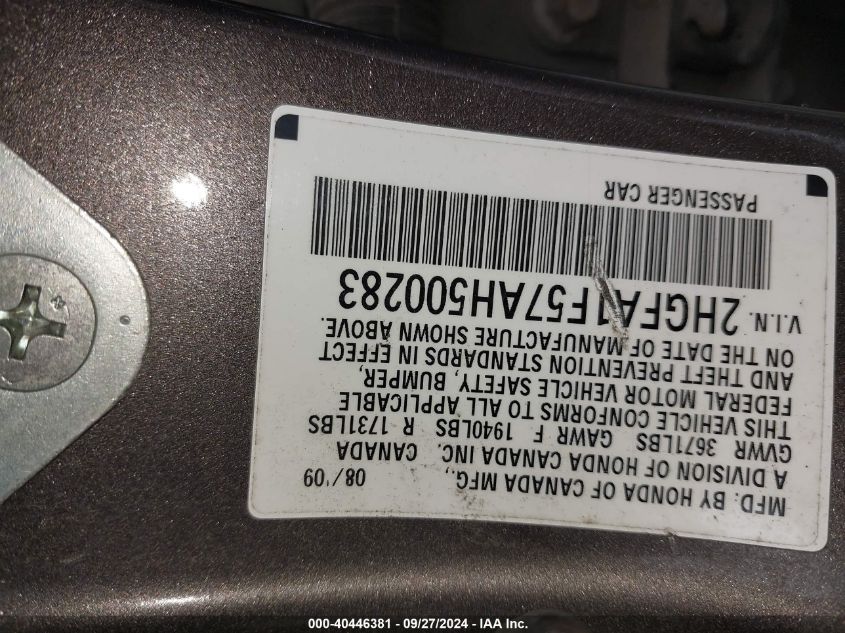 MFD. BY HONDA OF CANADA MFG., 08/'09
A DIVISION OF HONDA CANADA INC. CANADA
GVWR 3671LBS GAWR F 1940LBS R 1731LBS
THIS VEHICLE CONFORMS TO ALL APPLICABLE
FEDERAL MOTOR VEHICLE SAFETY, BUMPER,
AND THEFT PREVENTION STANDARDS IN EFFECT
ON THE DATE OF MANUFACTURE SHOWN ABOVE.
V.I.N. 2HGFA1F57AH500283
PASSENGER CAR
4
000-40446381 - 09/27/2024 - IAA Inc.